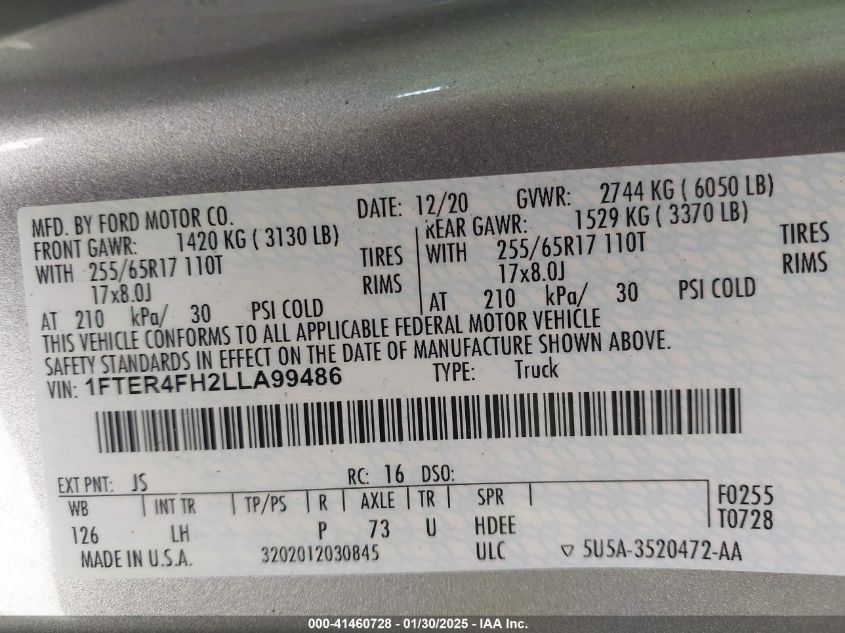 MFD. BY FORD MOTOR CO.
DATE: 12/20 GVWR: 2744 KG ( 6050 LB)
FRONT GAWR: 1420 KG ( 3130 LB)
REAR GAWR: 1529 KG ( 3370 LB)
WITH 255/65R17 110T TIRES
WITH 255/65R17 110T TIRES
17x8.0J RIMS
17x8.0J RIMS
AT 210 kPa/ 30 PSI COLD
AT 210 kPa/ 30 PSI COLD
THIS VEHICLE CONFORMS TO ALL APPLICABLE FEDERAL MOTOR VEHICLE
SAFETY STANDARDS IN EFFECT ON THE DATE OF MANUFACTURE SHOWN ABOVE.
VIN: 1FTER4FH2LLA99486 TYPE: Truck
EXT PNT: JS RC: 16 DSO:
WB INT TR TP/PS R AXLE TR SPR F0255
126 LH P 73 U HDEE T0728
MADE IN U.S.A. 3202012030845 ULC ▽ 5U5A-3520472-AA
000-41460728 - 01/30/2025 - IAA Inc.